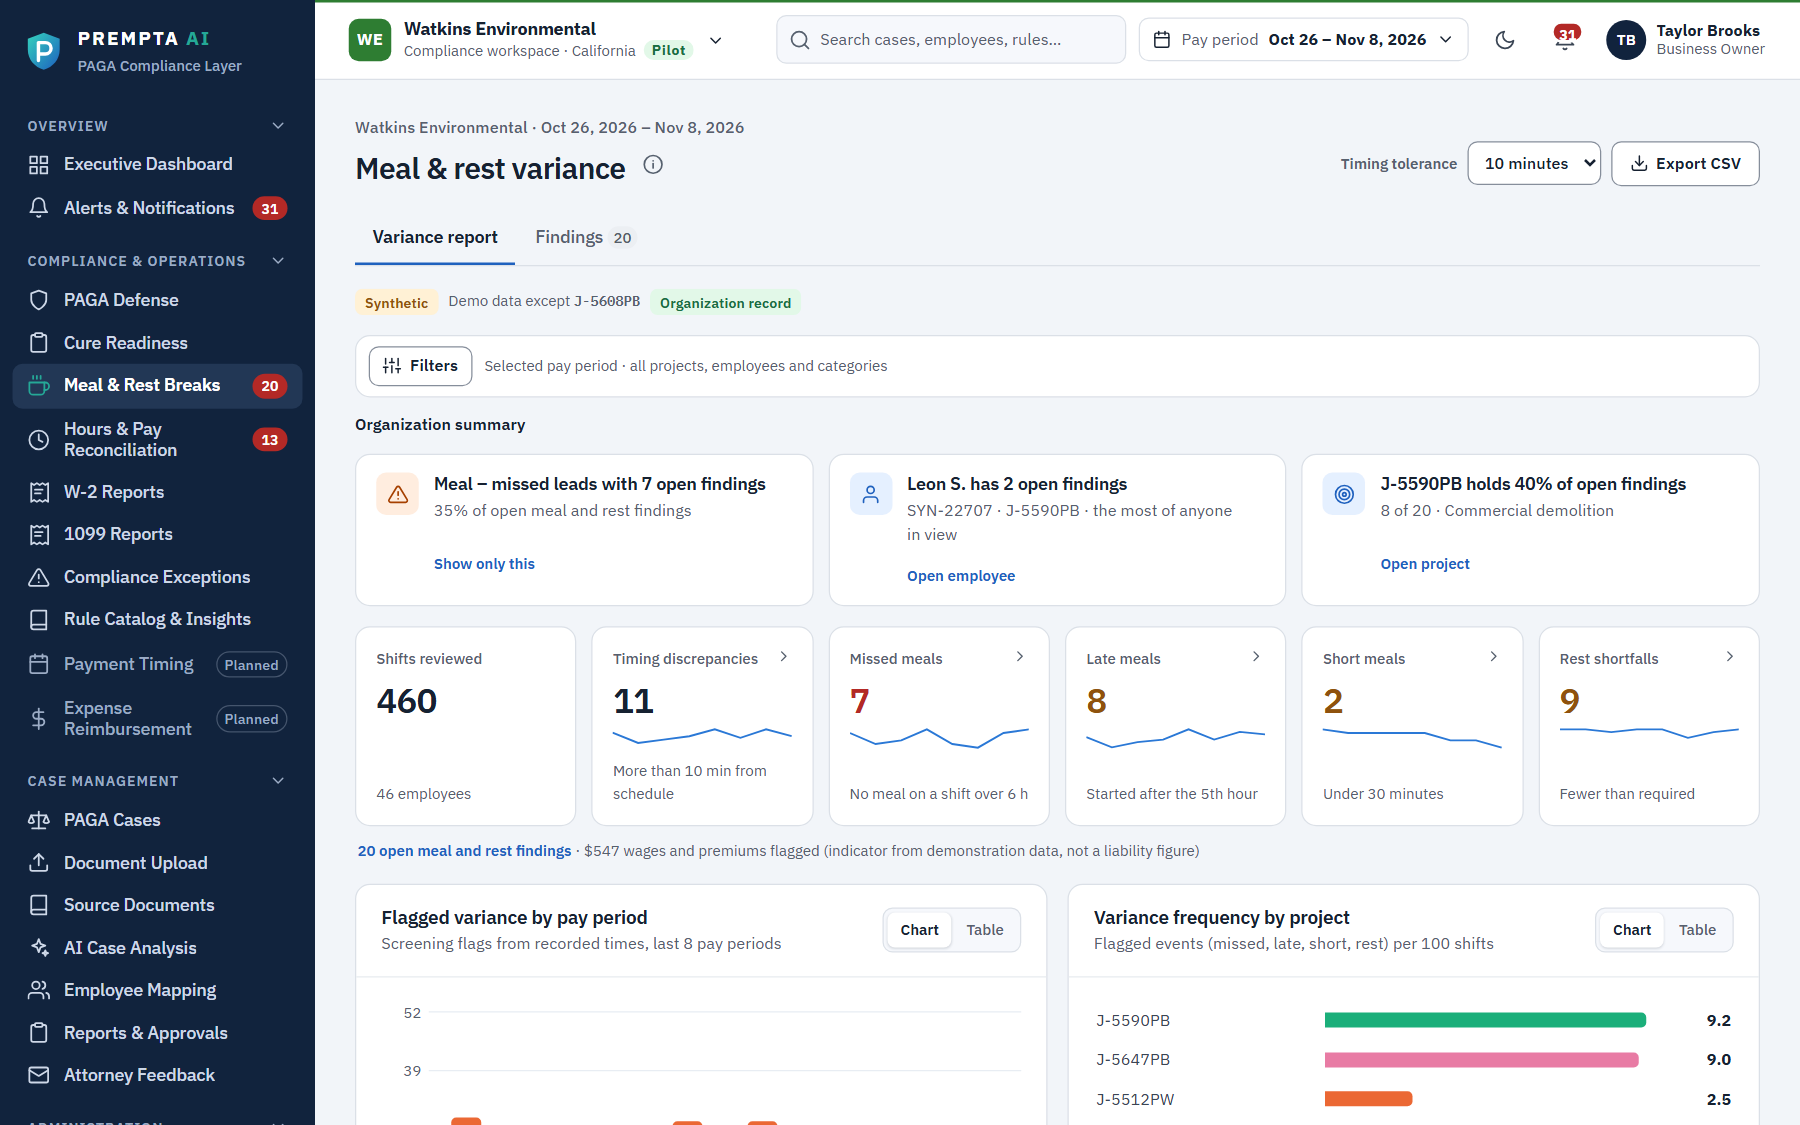 PREMPTA AI
PAGA Compliance Layer
OVERVIEW
Executive Dashboard
Alerts & Notifications 31
COMPLIANCE & OPERATIONS
PAGA Defense
Cure Readiness
Meal & Rest Breaks 20
Hours & Pay
Reconciliation 13
W-2 Reports
1099 Reports
Compliance Exceptions
Rule Catalog & Insights
Payment Timing Planned
Expense
Reimbursement Planned
CASE MANAGEMENT
PAGA Cases
Document Upload
Source Documents
AI Case Analysis
Employee Mapping
Reports & Approvals
Attorney Feedback
ADMINISTRATION
WE
Watkins Environmental
Compliance workspace · California Pilot
Search cases, employees, rules...
Pay period Oct 26 – Nov 8, 2026
31
TB
Taylor Brooks
Business Owner
Watkins Environmental · Oct 26, 2026 – Nov 8, 2026
Meal & rest variance
Timing tolerance 10 minutes Export CSV
Variance report Findings 20
Synthetic Demo data except J-5608PB Organization record
Filters Selected pay period · all projects, employees and categories
Organization summary
Meal – missed leads with 7 open findings
35% of open meal and rest findings
Show only this
Leon S. has 2 open findings
SYN-22707 · J-5590PB · the most of anyone
in view
Open employee
J-5590PB holds 40% of open findings
8 of 20 · Commercial demolition
Open project
Shifts reviewed
460
46 employees
Timing discrepancies
11
More than 10 min from
schedule
Missed meals
7
No meal on a shift over 6 h
Late meals
8
Started after the 5th hour
Short meals
2
Under 30 minutes
Rest shortfalls
9
Fewer than required
20 open meal and rest findings · $547 wages and premiums flagged (indicator from demonstration data, not a liability figure)
Flagged variance by pay period
Screening flags from recorded times, last 8 pay periods
Chart Table
52
39
Variance frequency by project
Flagged events (missed, late, short, rest) per 100 shifts
Chart Table
J-5590PB 9.2
J-5647PB 9.0
J-5512PW 2.5